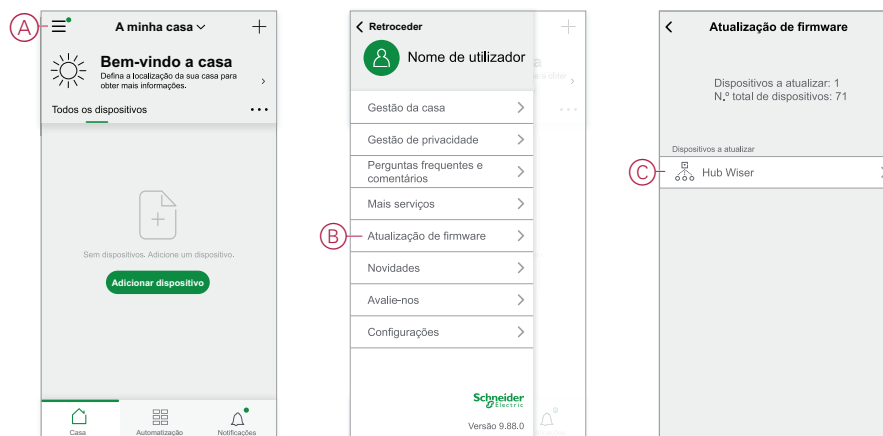 A
A minha casa
Bem-vindo a casa
Defina a localização da sua casa para
obter mais informações.
Todos os dispositivos
Sem dispositivos. Adicione um dispositivo.
Adicionar dispositivo
Casa
Automatização
Notificações
Retroceder
Nome de utilizador
Gestão da casa
Gestão de privacidade
Perguntas frequentes e
comentários
Mais serviços
B
Atualização de firmware
Novidades
Avalie-nos
Configurações
Schneider
Electric
Versão 9.88.0
Atualização de firmware
Dispositivos a atualizar: 1
N.º total de dispositivos: 71
Dispositivos a atualizar
C
Hub Wiser